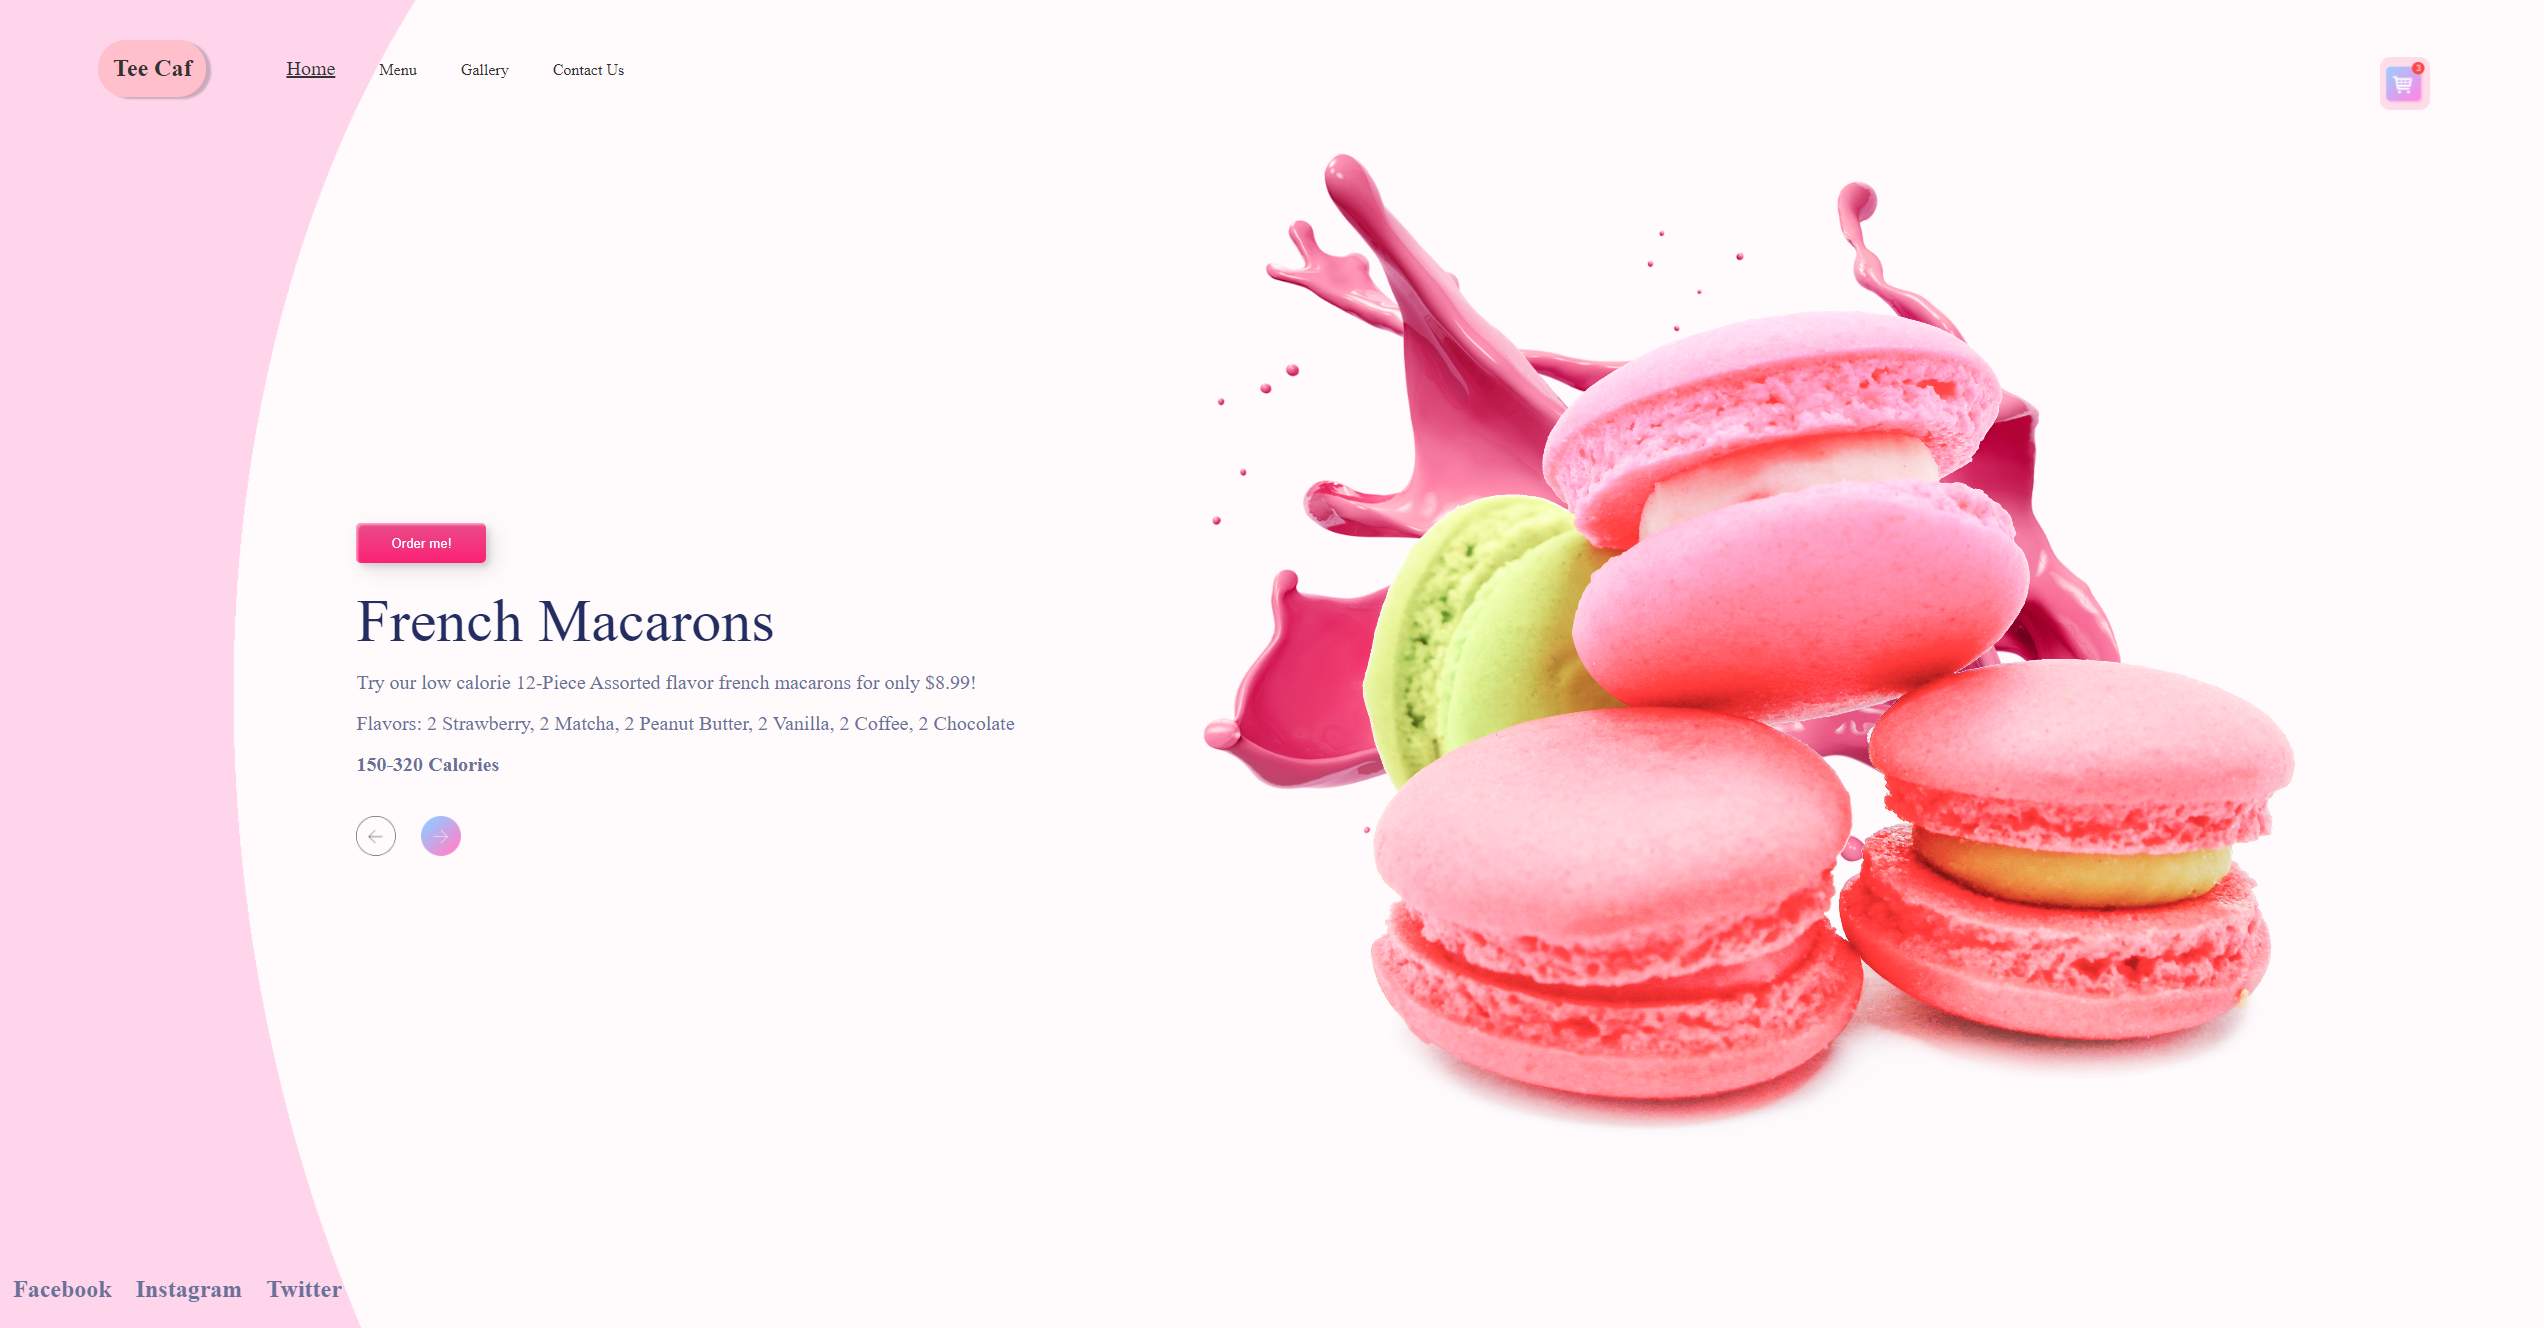 Tee Caf
Home Menu Gallery Contact Us
3
Order me!
French Macarons
Try our low calorie 12-Piece Assorted flavor french macarons for only $8.99!
Flavors: 2 Strawberry, 2 Matcha, 2 Peanut Butter, 2 Vanilla, 2 Coffee, 2 Chocolate
150-320 Calories
Facebook Instagram Twitter